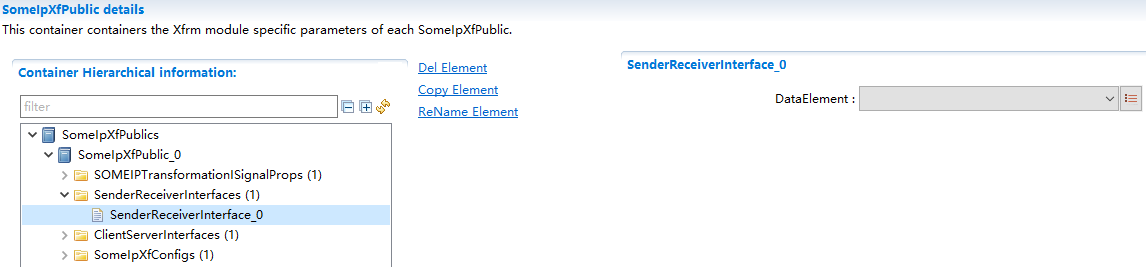 SomeIpXfPublic details
This container containers the Xfrm module specific parameters of each SomeIpXfPublic.
Container Hierarchical information:
filter
SomeIpXfPublics
SomeIpXfPublic_0
SOMEIPTransformationISignalProps (1)
SenderReceiverInterfaces (1)
SenderReceiverInterface_0
ClientServerInterfaces (1)
SomeIpXfConfigs (1)
Del Element
Copy Element
ReName Element
SenderReceiverInterface_0
DataElement :